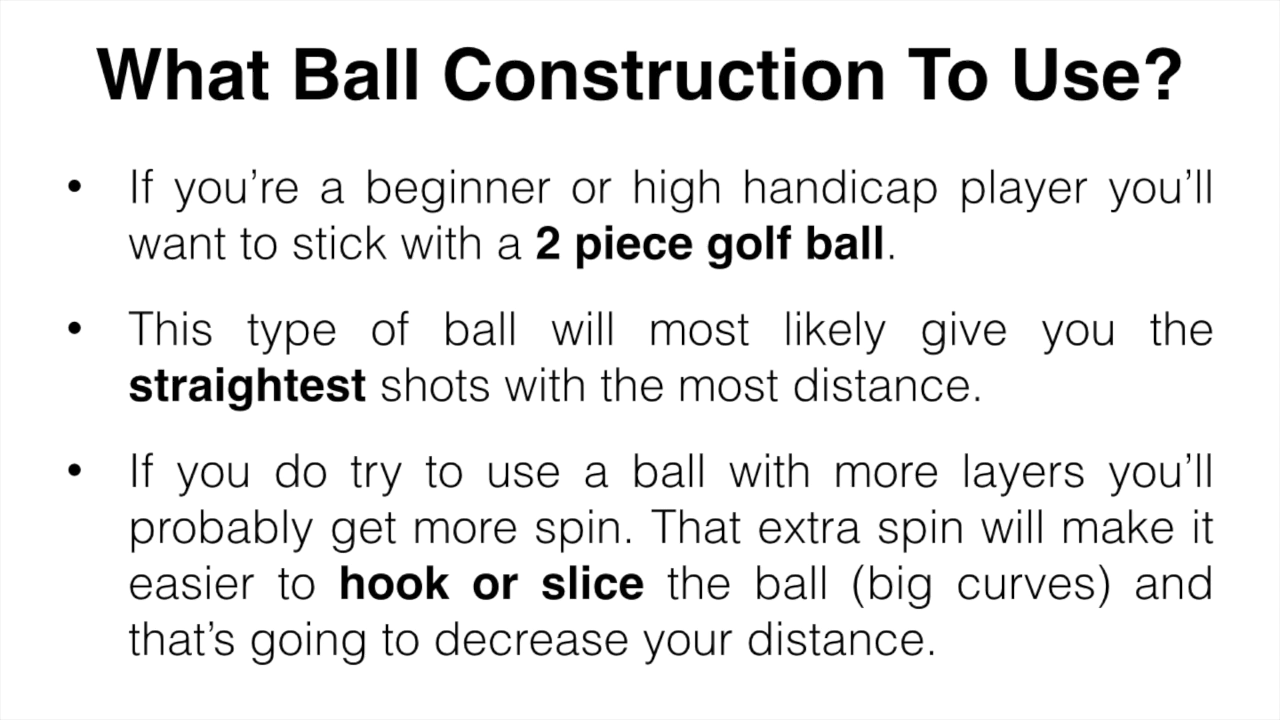 What Ball Construction To Use?
• If you’re a beginner or high handicap player you’ll
want to stick with a 2 piece golf ball.
• This type of ball will most likely give you the
straightest shots with the most distance.
• If you do try to use a ball with more layers you’ll
probably get more spin. That extra spin will make it
easier to hook or slice the ball (big curves) and
that’s going to decrease your distance.